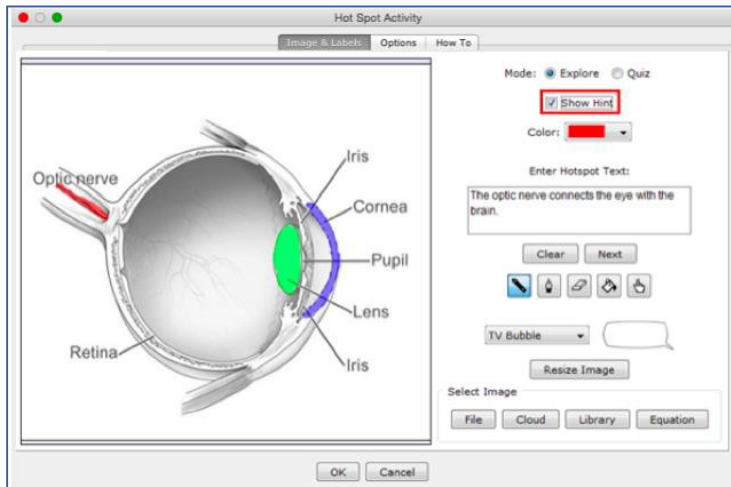 Hot Spot Activity
Image & Labels Options How To
Mode: Explore Quiz
Show Hint
Color:
Enter Hotspot Text:
The optic nerve connects the eye with the
brain.
Clear Next
TV Bubble
Resize Image
Select Image
File Cloud Library Equation
Optic nerve
Iris
Cornea
Pupil
Lens
Iris
Retina
OK Cancel